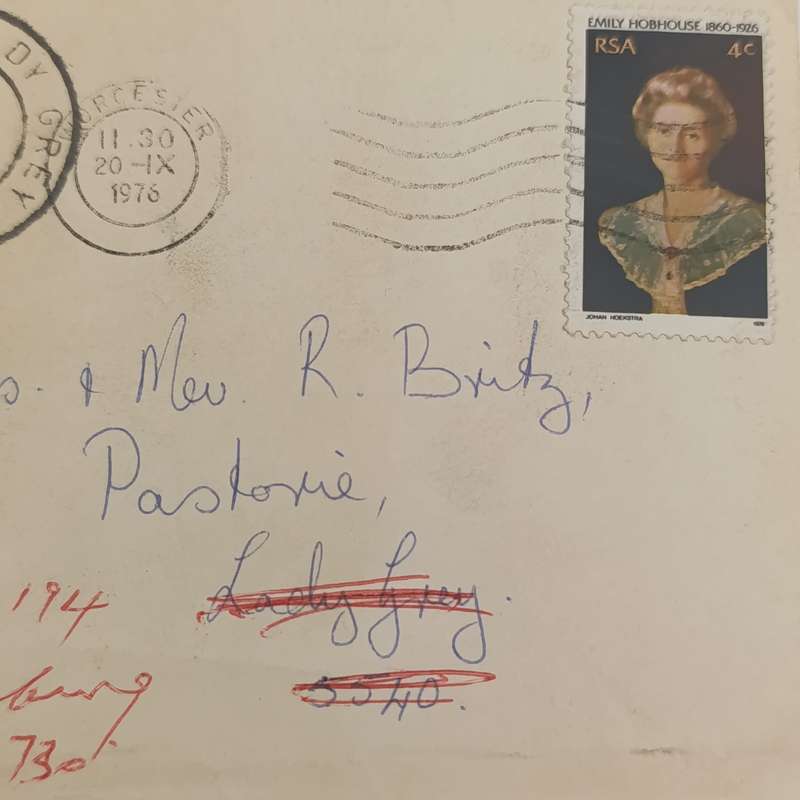 EMILY HOBHOUSE 1860-1926
RSA 4c
DY GREY
WORCESTER
11.30
20-IX
1976
JOHAN HOEKSTRA 1976
s. & Mev. R. Britz,
Pastorie,
Lady Grey.
5540.
194
burg
730